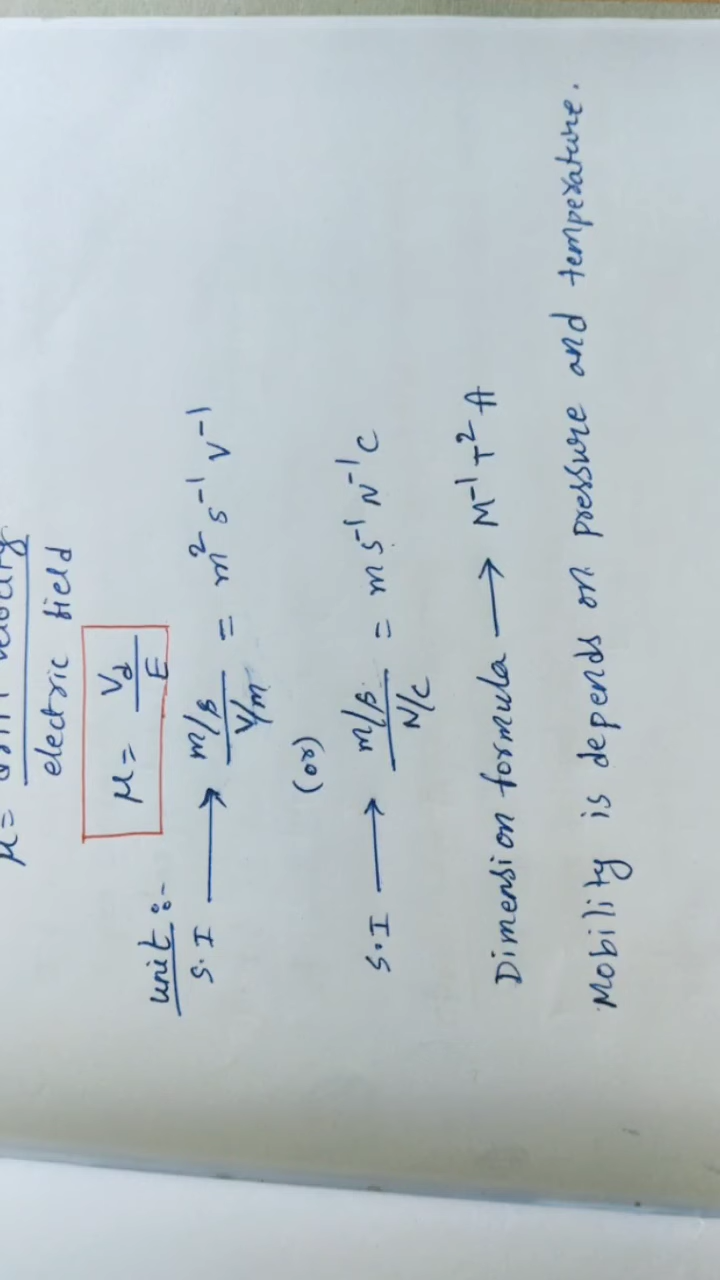 μ =
electric field
μ = Vd/E
Unit :-
S.I → m/s / V/m = m² s⁻¹ V⁻¹
(or)
S.I → m/s / N/C = m s⁻¹ N⁻¹ C
Dimension formula → M⁻¹ T² A
Mobility is depends on pressure and temperature.